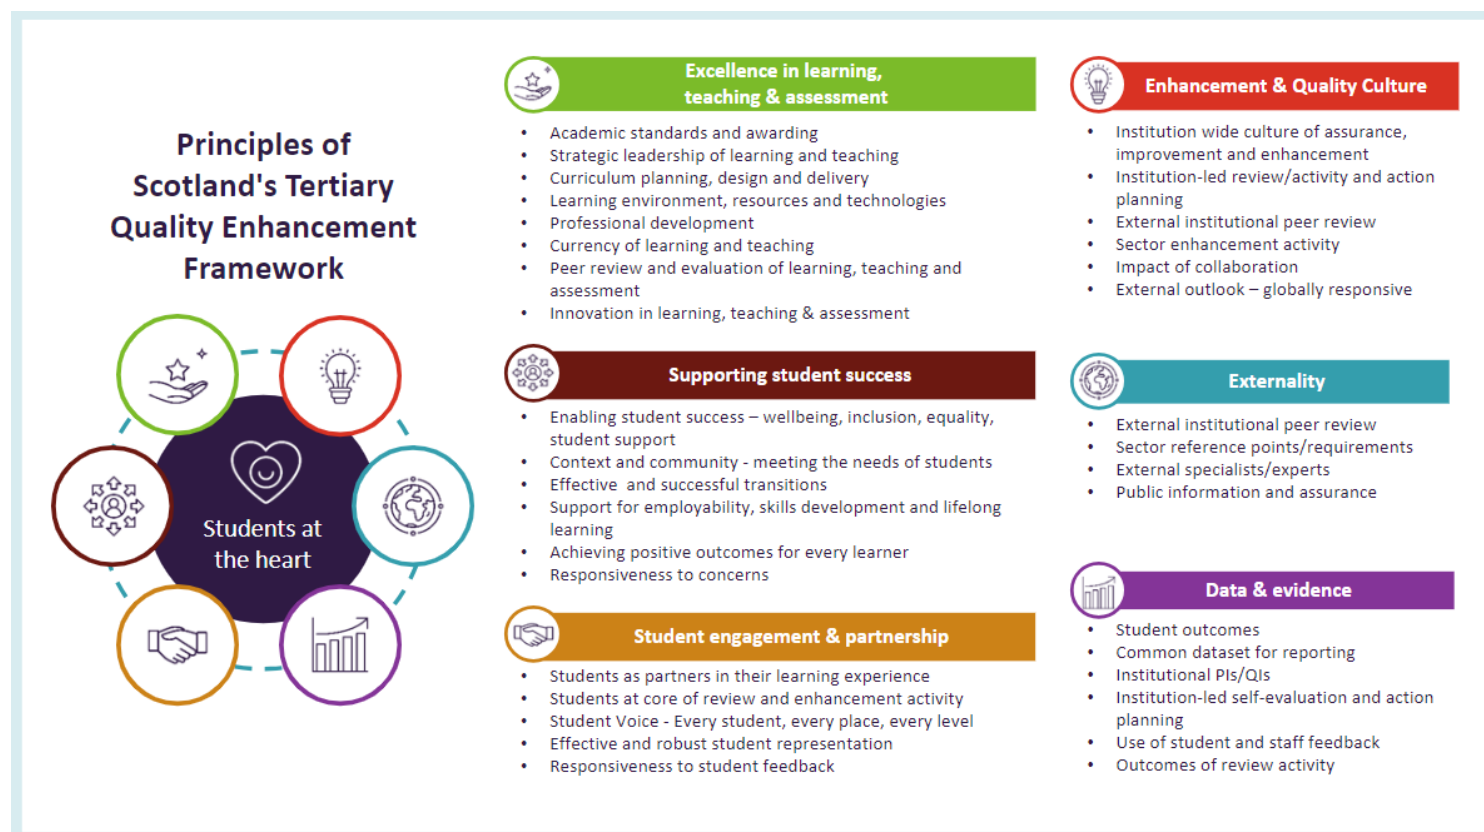 Principles of
Scotland's Tertiary
Quality Enhancement
Framework
Students at
the heart
Excellence in learning,
teaching & assessment
• Academic standards and awarding
• Strategic leadership of learning and teaching
• Curriculum planning, design and delivery
• Learning environment, resources and technologies
• Professional development
• Currency of learning and teaching
• Peer review and evaluation of learning, teaching and
assessment
• Innovation in learning, teaching & assessment
Supporting student success
• Enabling student success – wellbeing, inclusion, equality,
student support
• Context and community - meeting the needs of students
• Effective and successful transitions
• Support for employability, skills development and lifelong
learning
• Achieving positive outcomes for every learner
• Responsiveness to concerns
Student engagement & partnership
• Students as partners in their learning experience
• Students at core of review and enhancement activity
• Student Voice - Every student, every place, every level
• Effective and robust student representation
• Responsiveness to student feedback
Enhancement & Quality Culture
• Institution wide culture of assurance,
improvement and enhancement
• Institution-led review/activity and action
planning
• External institutional peer review
• Sector enhancement activity
• Impact of collaboration
• External outlook – globally responsive
Externality
• External institutional peer review
• Sector reference points/requirements
• External specialists/experts
• Public information and assurance
Data & evidence
• Student outcomes
• Common dataset for reporting
• Institutional PIs/QIs
• Institution-led self-evaluation and action
planning
• Use of student and staff feedback
• Outcomes of review activity